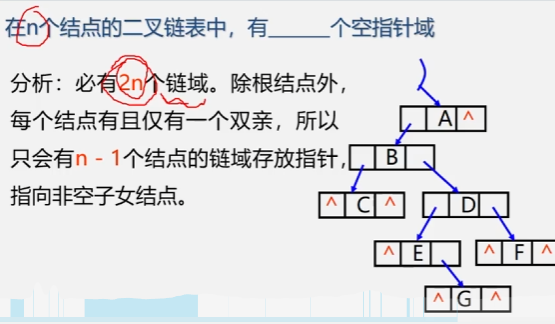 在n个结点的二叉链表中，有______个空指针域
分析：必有2n个链域。除根结点外，
每个结点有且仅有一个双亲，所以
只会有n - 1个结点的链域存放指针，
指向非空子女结点。
A ^
B
^ C ^
D
^ E
^ F ^
^ G ^